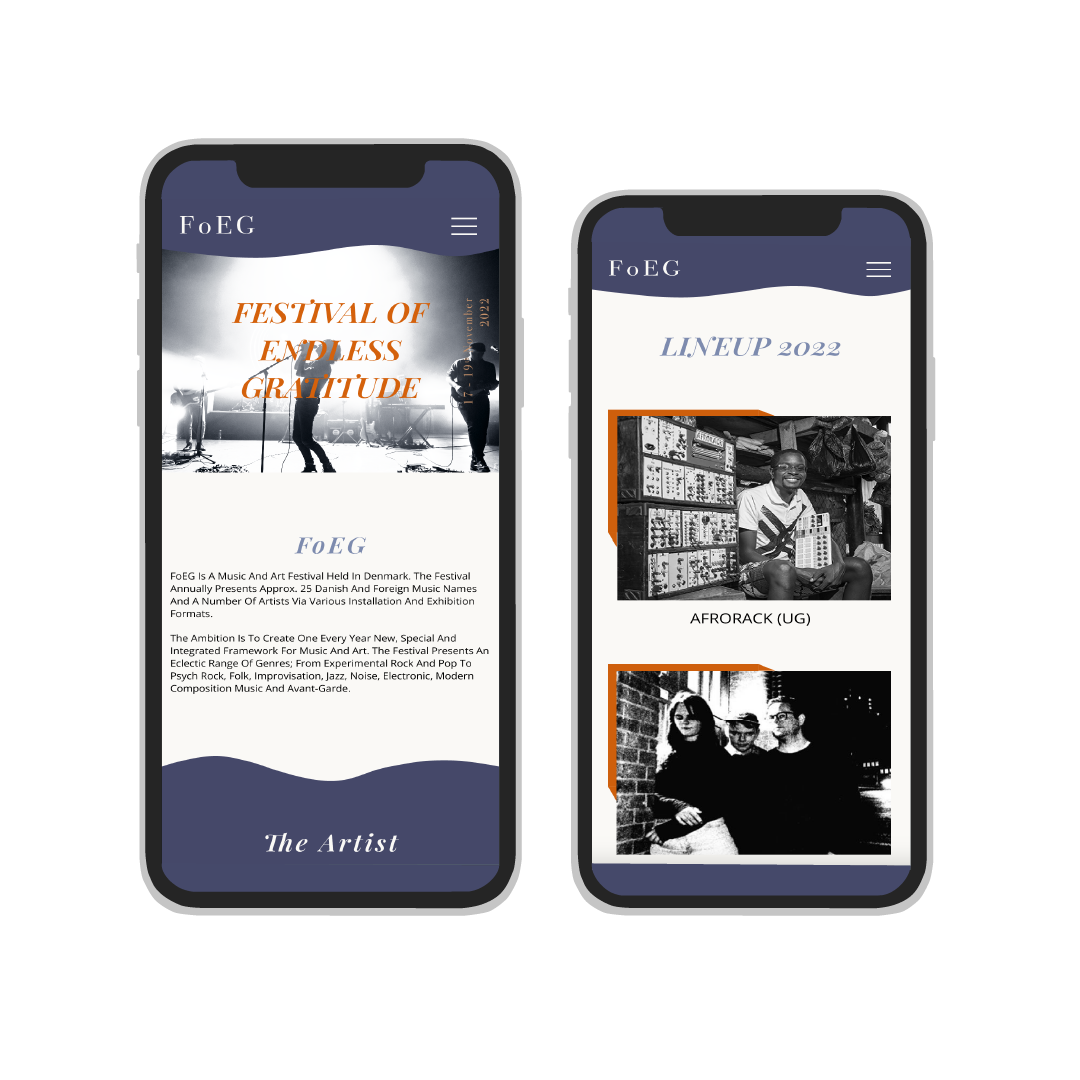 FoEG
FESTIVAL OF
ENDLESS
GRATITUDE
17 - 19 November
2022
FoEG
FoEG Is A Music And Art Festival Held In Denmark. The Festival
Annually Presents Approx. 25 Danish And Foreign Music Names
And A Number Of Artists Via Various Installation And Exhibition
Formats.
The Ambition Is To Create One Every Year New, Special And
Integrated Framework For Music And Art. The Festival Presents An
Eclectic Range Of Genres; From Experimental Rock And Pop To
Psych Rock, Folk, Improvisation, Jazz, Noise, Electronic, Modern
Composition Music And Avant-Garde.
The Artist
FoEG
LINEUP 2022
AFRORACK
AFRORACK (UG)